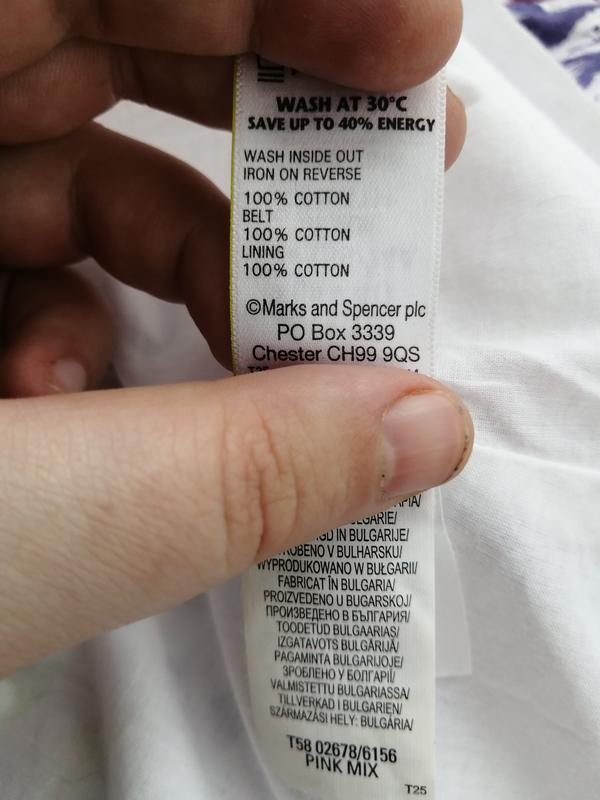 WASH AT 30°C
SAVE UP TO 40% ENERGY
WASH INSIDE OUT
IRON ON REVERSE
100% COTTON
BELT
100% COTTON
LINING
100% COTTON
©Marks and Spencer plc
PO Box 3339
Chester CH99 9QS
IN BULGARIJE/
V BULHARSKU/
WYPRODUKOWANO W BUŁGARII/
FABRICAT ÎN BULGARIA/
PROIZVEDENO U BUGARSKOJ/
ПРОИЗВЕДЕНО В БЪЛГАРИЯ/
TOODETUD BULGAARIAS/
IZGATAVOTS BULGĀRIJĀ/
PAGAMINTA BULGARIJOJE/
ЗРОБЛЕНО У БОЛГАРІЇ/
VALMISTETTU BULGARIASSA/
TILLVERKAD I BULGARIEN/
SZÁRMAZÁSI HELY: BULGÁRIA/
T58 02678/6156
PINK MIX
T25